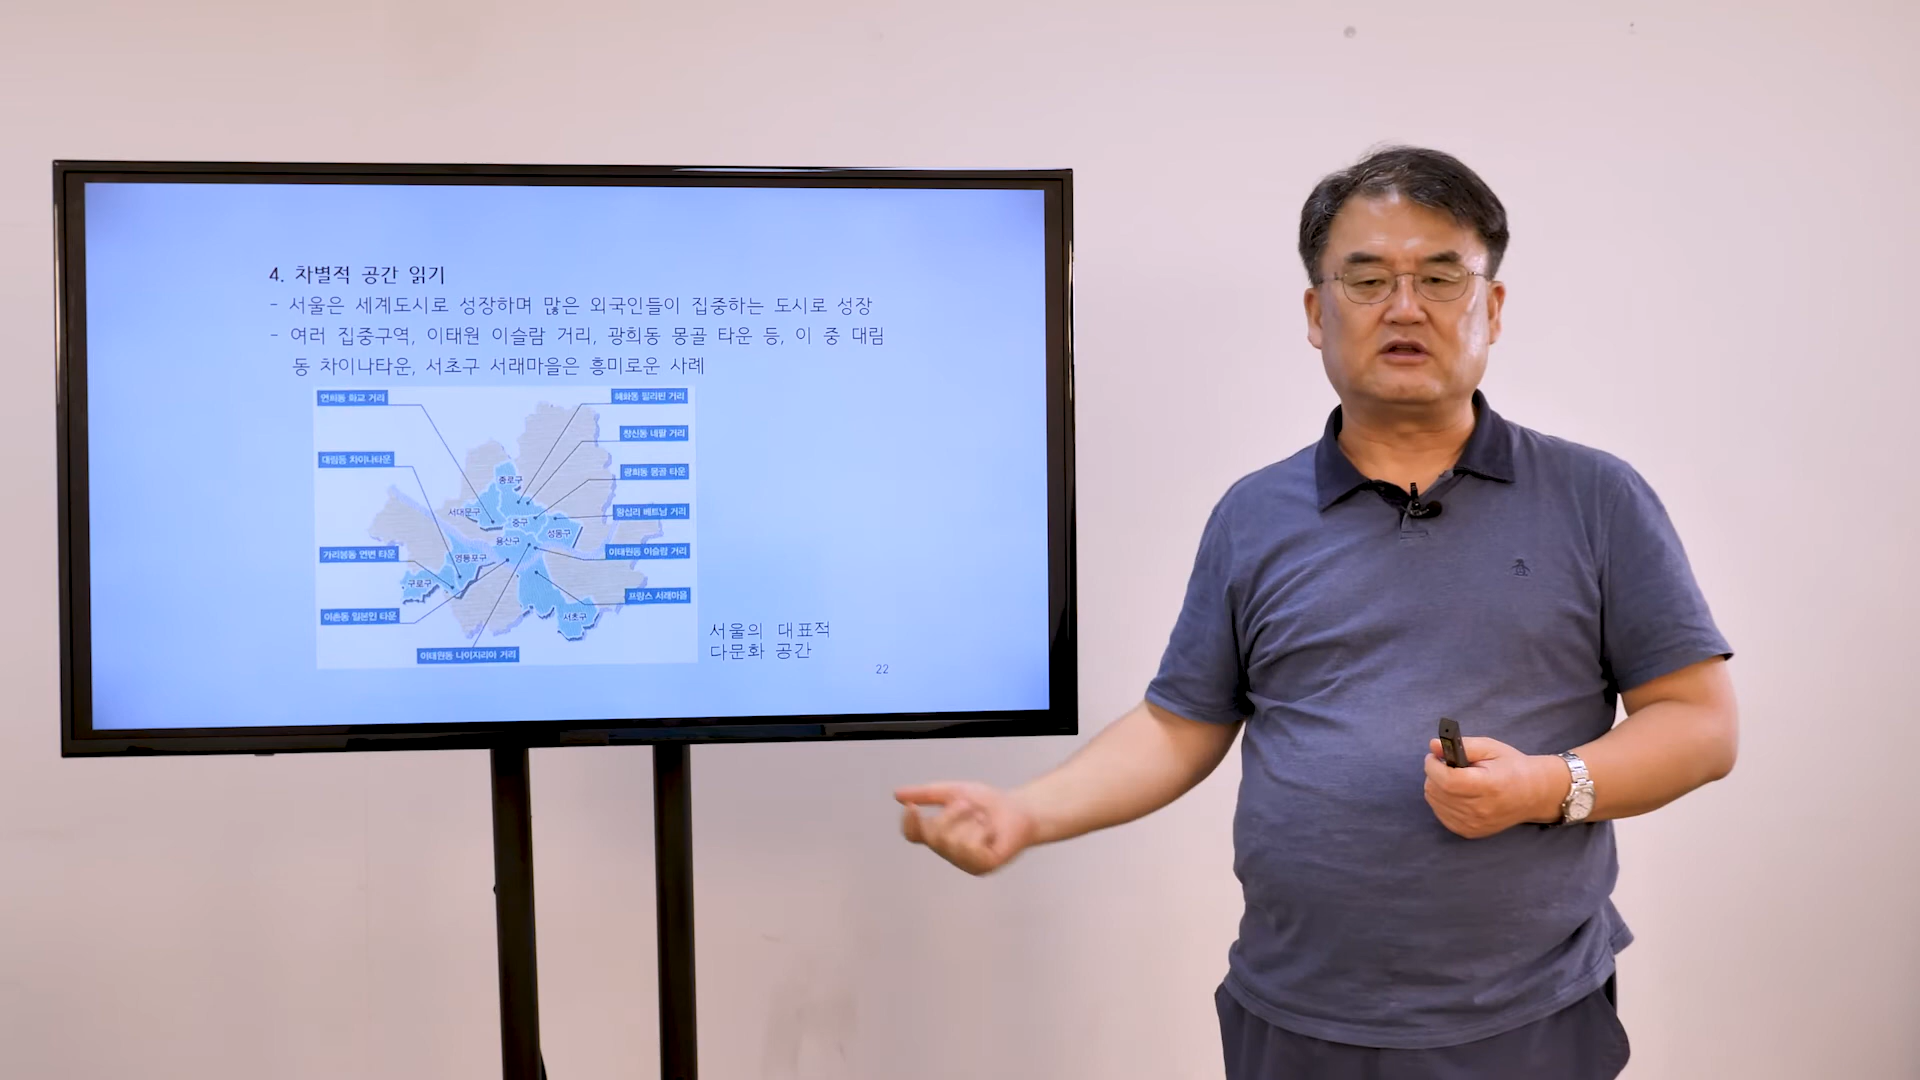 4. 차별적 공간 읽기
- 서울은 세계도시로 성장하며 많은 외국인들이 집중하는 도시로 성장
- 여러 집중구역, 이태원 이슬람 거리, 광희동 몽골 타운 등, 이 중 대림
동 차이나타운, 서초구 서래마을은 흥미로운 사례
연희동 화교 거리
혜화동 필리핀 거리
창신동 네팔 거리
대림동 차이나타운
광희동 몽골 타운
종로구
서대문구
중구
왕십리 베트남 거리
성동구
용산구
가리봉동 연변 타운
영등포구
이태원동 이슬람 거리
구로구
프랑스 서래마을
이촌동 일본인 타운
서초구
이태원동 나이지리아 거리
서울의 대표적
다문화 공간
22